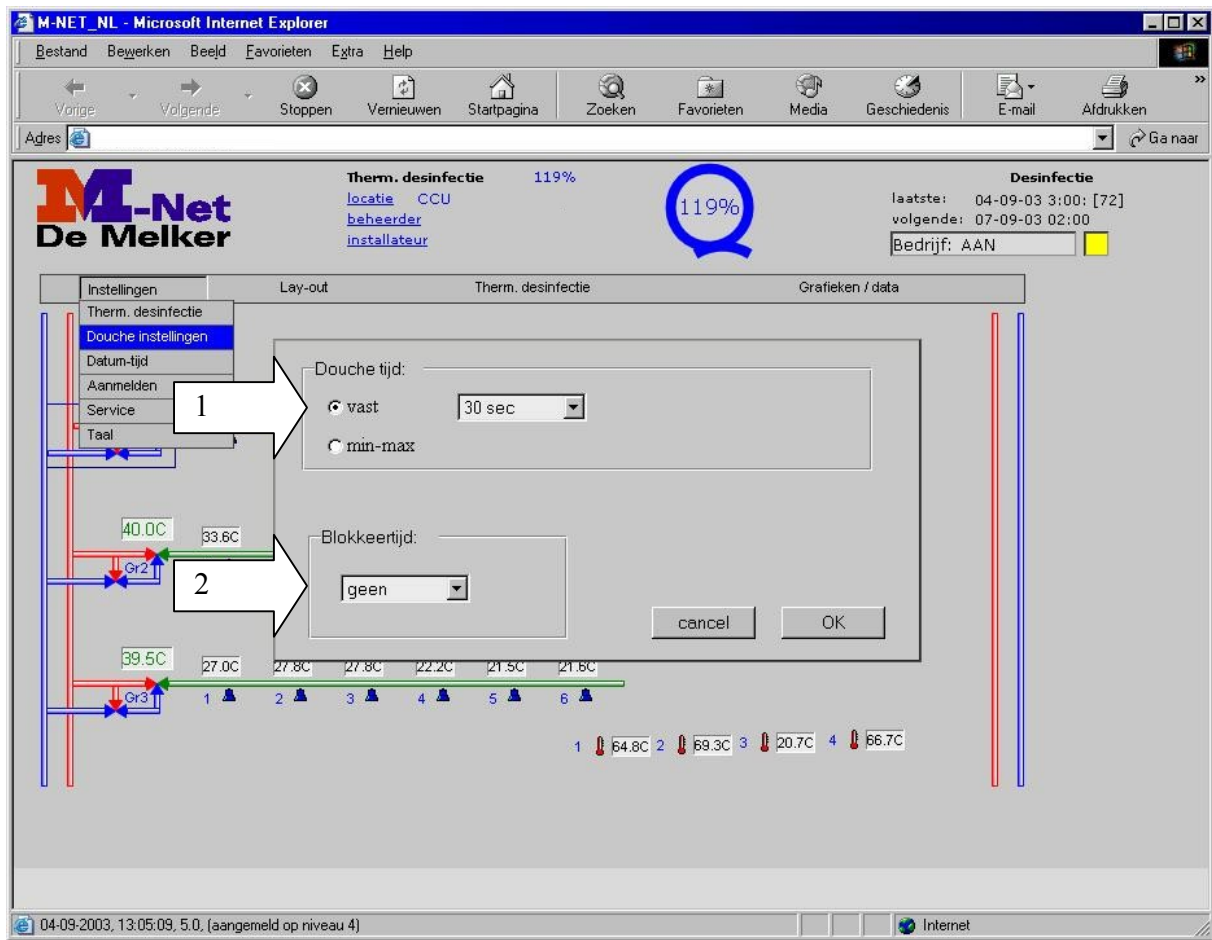 M-NET_NL - Microsoft Internet Explorer
Bestand Bewerken Beeld Favorieten Extra Help
Vorige Volgende Stoppen Vernieuwen Startpagina Zoeken Favorieten Media Geschiedenis E-mail Afdrukken »
Adres Ga naar
M-Net
De Melker
Therm. desinfectie 119%
locatie CCU
beheerder
installateur
119%
Desinfectie
laatste: 04-09-03 3:00: [72]
volgende: 07-09-03 02:00
Bedrijf: AAN
Instellingen Lay-out Therm. desinfectie Grafieken / data
Therm. desinfectie
Douche instellingen
Datum-tijd
Aanmelden
Service
Taal
1
Douche tijd:
vast 30 sec
min-max
40.0C 33.6C
Gr2
2
Blokkeertijd:
geen
cancel OK
39.5C 27.0C 27.8C 27.8C 22.2C 21.5C 21.6C
Gr3 1 2 3 4 5 6
1 64.8C 2 69.3C 3 20.7C 4 66.7C
04-09-2003, 13:05:09, 5.0, (aangemeld op niveau 4) Internet